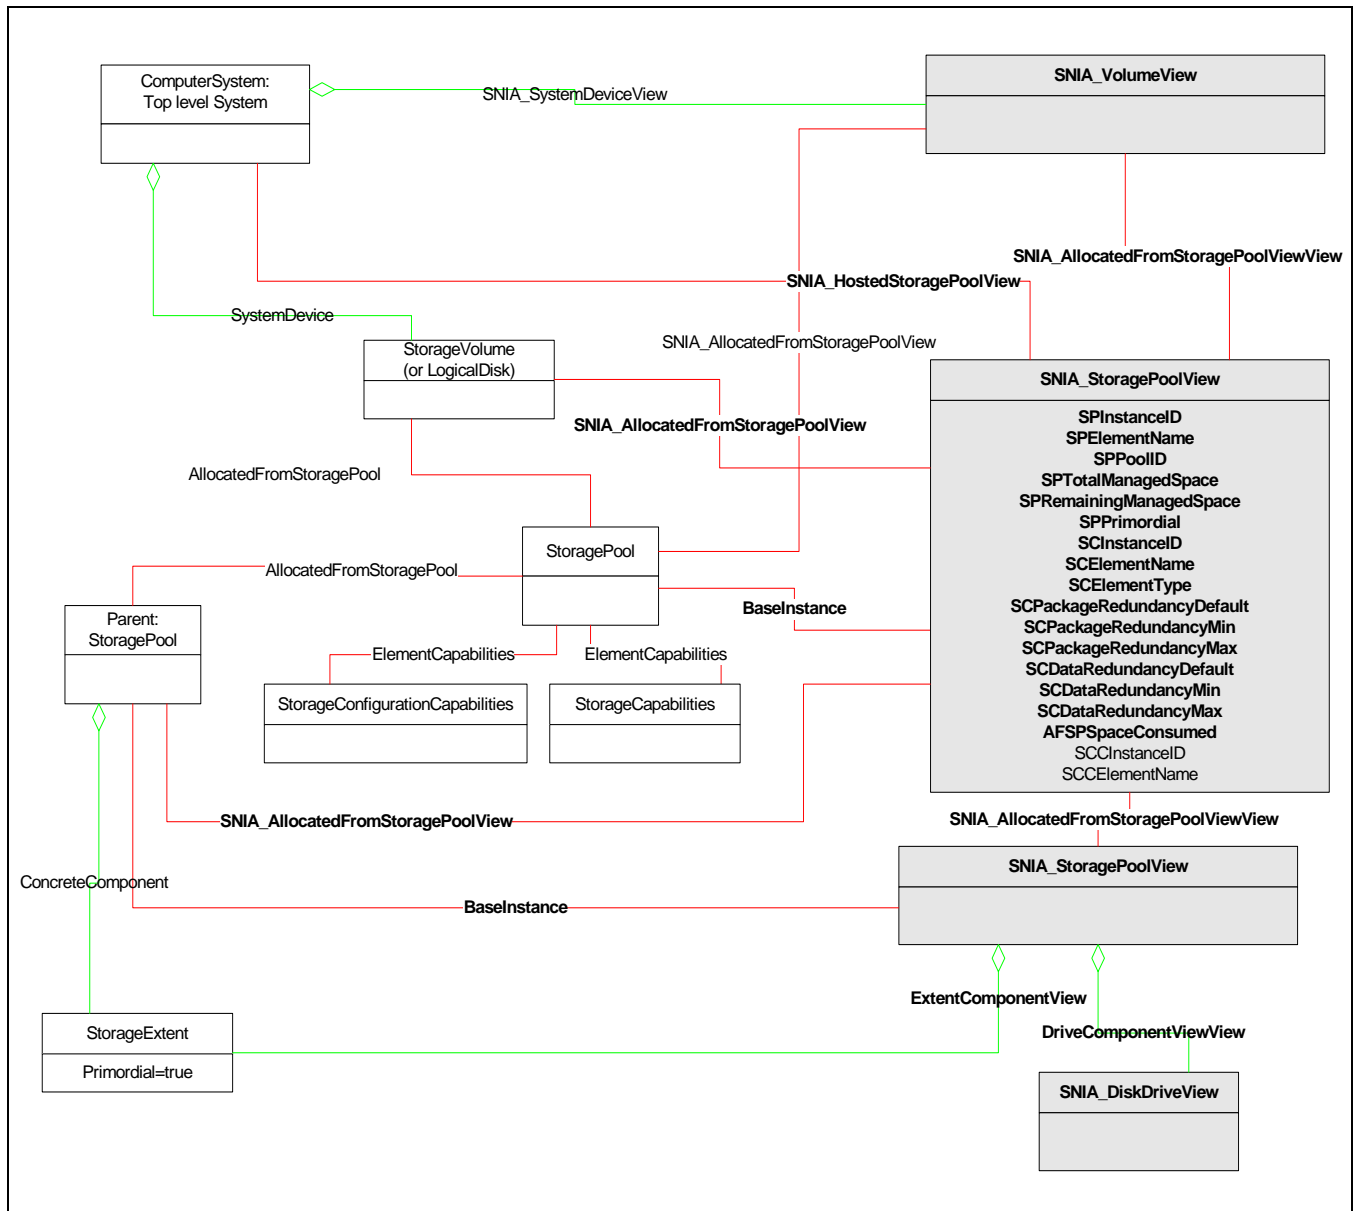 ComputerSystem:
Top level System
SNIA_SystemDeviceView
SNIA_VolumeView
SNIA_AllocatedFromStoragePoolViewView
SNIA_HostedStoragePoolView
SystemDevice
SNIA_AllocatedFromStoragePoolView
StorageVolume
(or LogicalDisk)
SNIA_AllocatedFromStoragePoolView
AllocatedFromStoragePool
SNIA_StoragePoolView
SPInstanceID
SPElementName
SPPoolID
SPTotalManagedSpace
SPRemainingManagedSpace
SPPrimordial
SCInstanceID
SCElementName
SCElementType
SCPackageRedundancyDefault
SCPackageRedundancyMin
SCPackageRedundancyMax
SCDataRedundancyDefault
SCDataRedundancyMin
SCDataRedundancyMax
AFSPSpaceConsumed
SCCInstanceID
SCCElementName
StoragePool
AllocatedFromStoragePool
BaseInstance
Parent:
StoragePool
ElementCapabilities
ElementCapabilities
StorageConfigurationCapabilities
StorageCapabilities
SNIA_AllocatedFromStoragePoolView
SNIA_AllocatedFromStoragePoolViewView
SNIA_StoragePoolView
ConcreteComponent
BaseInstance
ExtentComponentView
DriveComponentViewView
StorageExtent
Primordial=true
SNIA_DiskDriveView